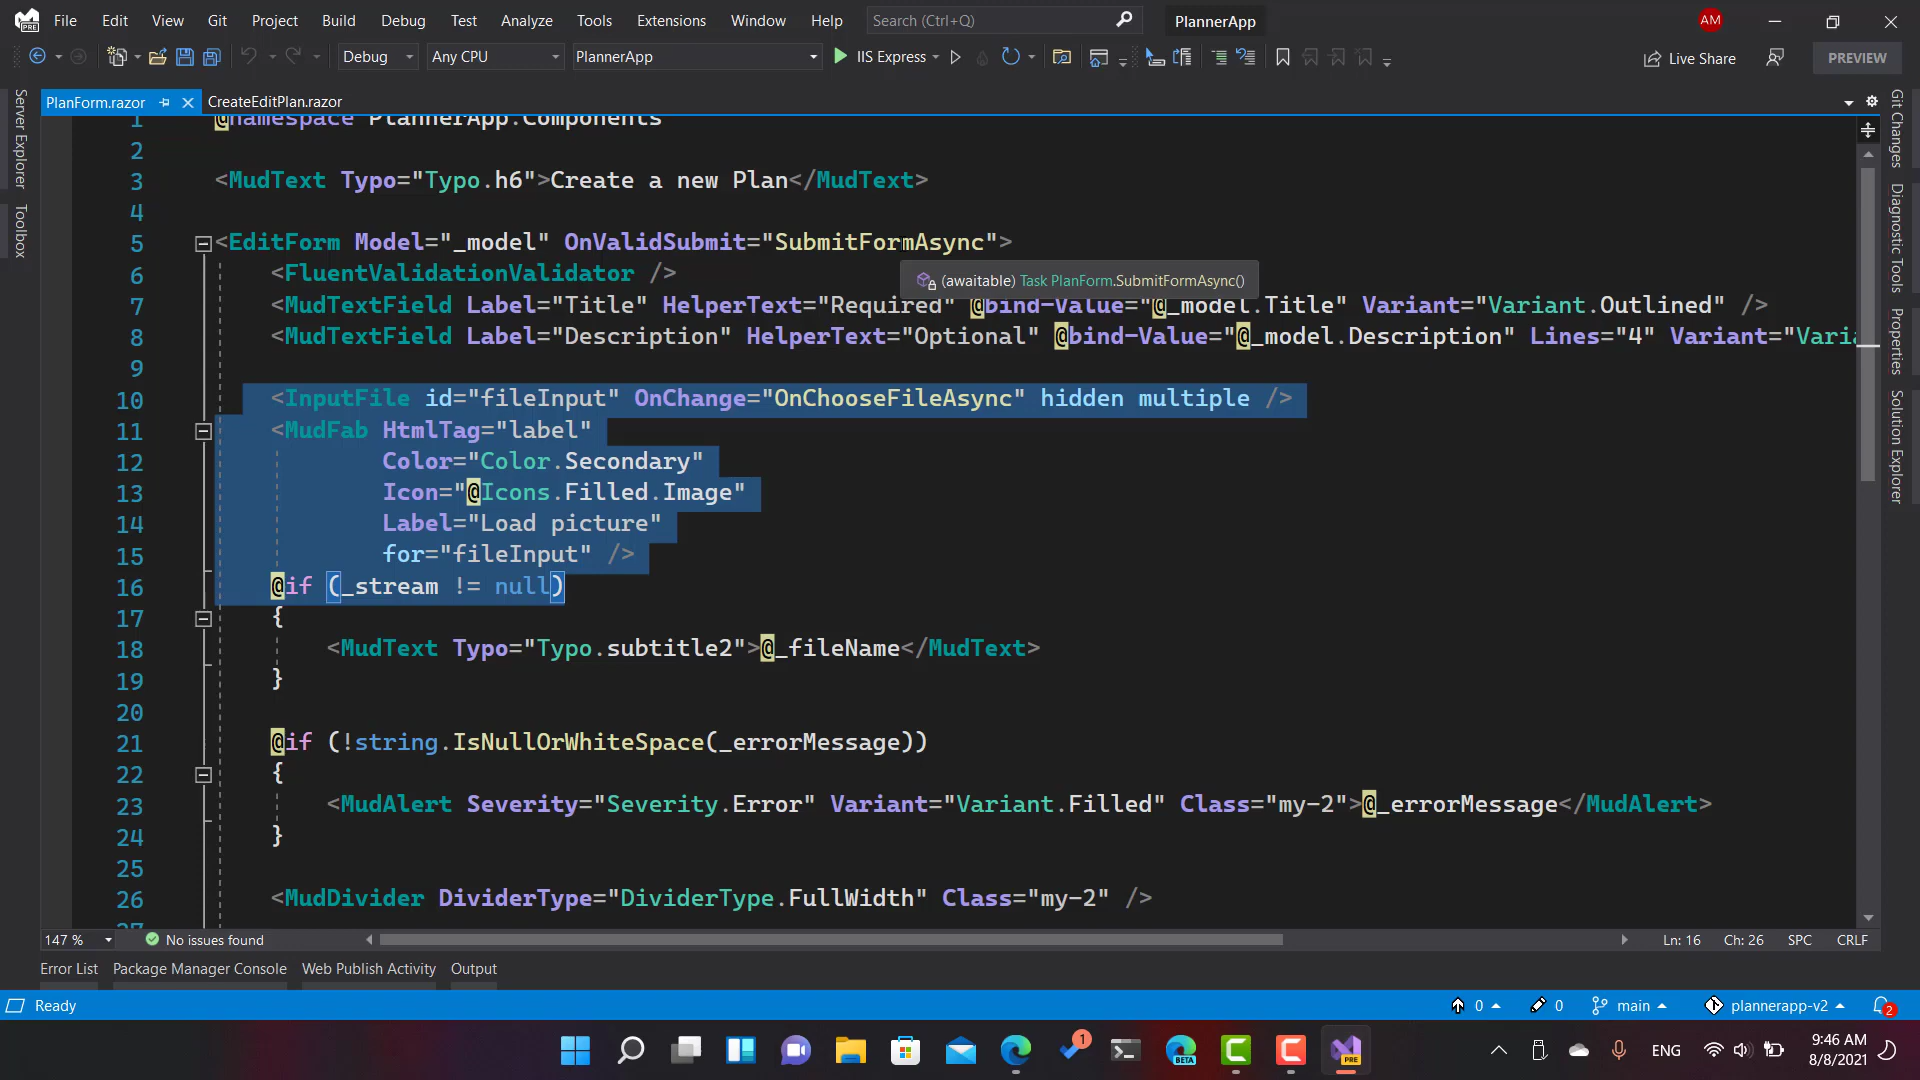 File Edit View Git Project Build Debug Test Analyze Tools Extensions Window Help Search (Ctrl+Q) PlannerApp AM
Debug Any CPU PlannerApp IIS Express Live Share PREVIEW
PlanForm.razor CreateEditPlan.razor
Server Explorer
Toolbox
1 @namespace PlannerApp.Components
2
3 <MudText Typo="Typo.h6">Create a new Plan</MudText>
4
5 <EditForm Model="_model" OnValidSubmit="SubmitFormAsync">
6 <FluentValidationValidator />
(awaitable) Task PlanForm.SubmitFormAsync()
7 <MudTextField Label="Title" HelperText="Required" @bind-Value="@_model.Title" Variant="Variant.Outlined" />
8 <MudTextField Label="Description" HelperText="Optional" @bind-Value="@_model.Description" Lines="4" Variant="Vari
9
10 <InputFile id="fileInput" OnChange="OnChooseFileAsync" hidden multiple />
11 <MudFab HtmlTag="label"
12 Color="Color.Secondary"
13 Icon="@Icons.Filled.Image"
14 Label="Load picture"
15 for="fileInput" />
16 @if (_stream != null)
17 {
18 <MudText Typo="Typo.subtitle2">@_fileName</MudText>
19 }
20
21 @if (!string.IsNullOrWhiteSpace(_errorMessage))
22 {
23 <MudAlert Severity="Severity.Error" Variant="Variant.Filled" Class="my-2">@_errorMessage</MudAlert>
24 }
25
26 <MudDivider DividerType="DividerType.FullWidth" Class="my-2" />
27
Git Changes
Diagnostic Tools
Properties
Solution Explorer
147 % No issues found Ln: 16 Ch: 26 SPC CRLF
Error List Package Manager Console Web Publish Activity Output
Ready 0 0 main plannerapp-v2 2
1 BETA PRE ENG 9:46 AM
8/8/2021